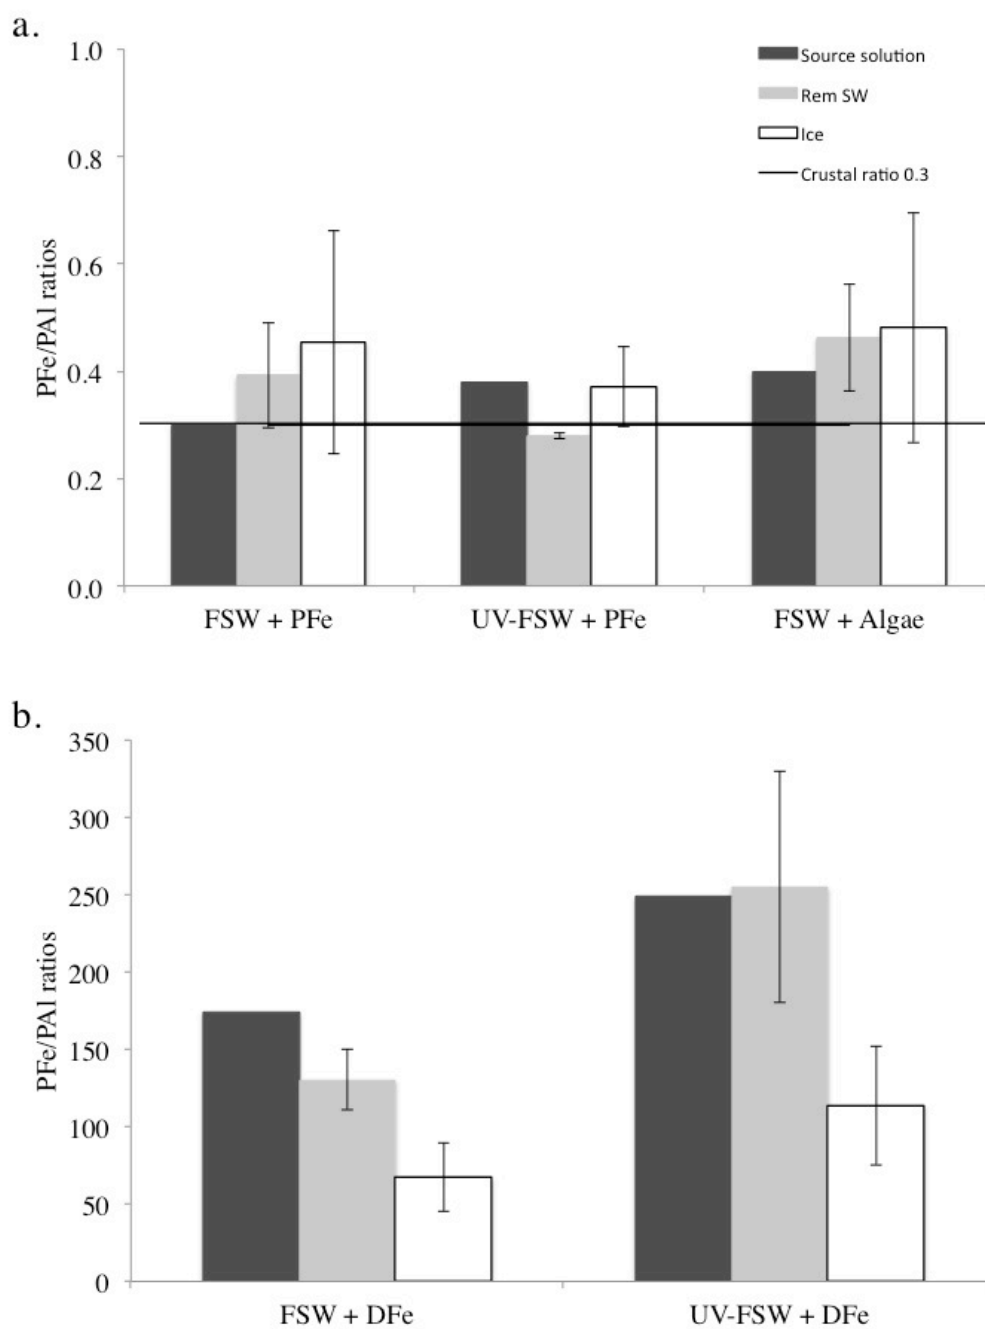 a.
1.0
0.8
0.6
0.4
0.2
0.0
PFe/PAl ratios
Source solution
Rem SW
Ice
Crustal ratio 0.3
FSW + PFe
UV-FSW + PFe
FSW + Algae
b.
350
300
250
200
150
100
50
0
PFe/PAl ratios
FSW + DFe
UV-FSW + DFe